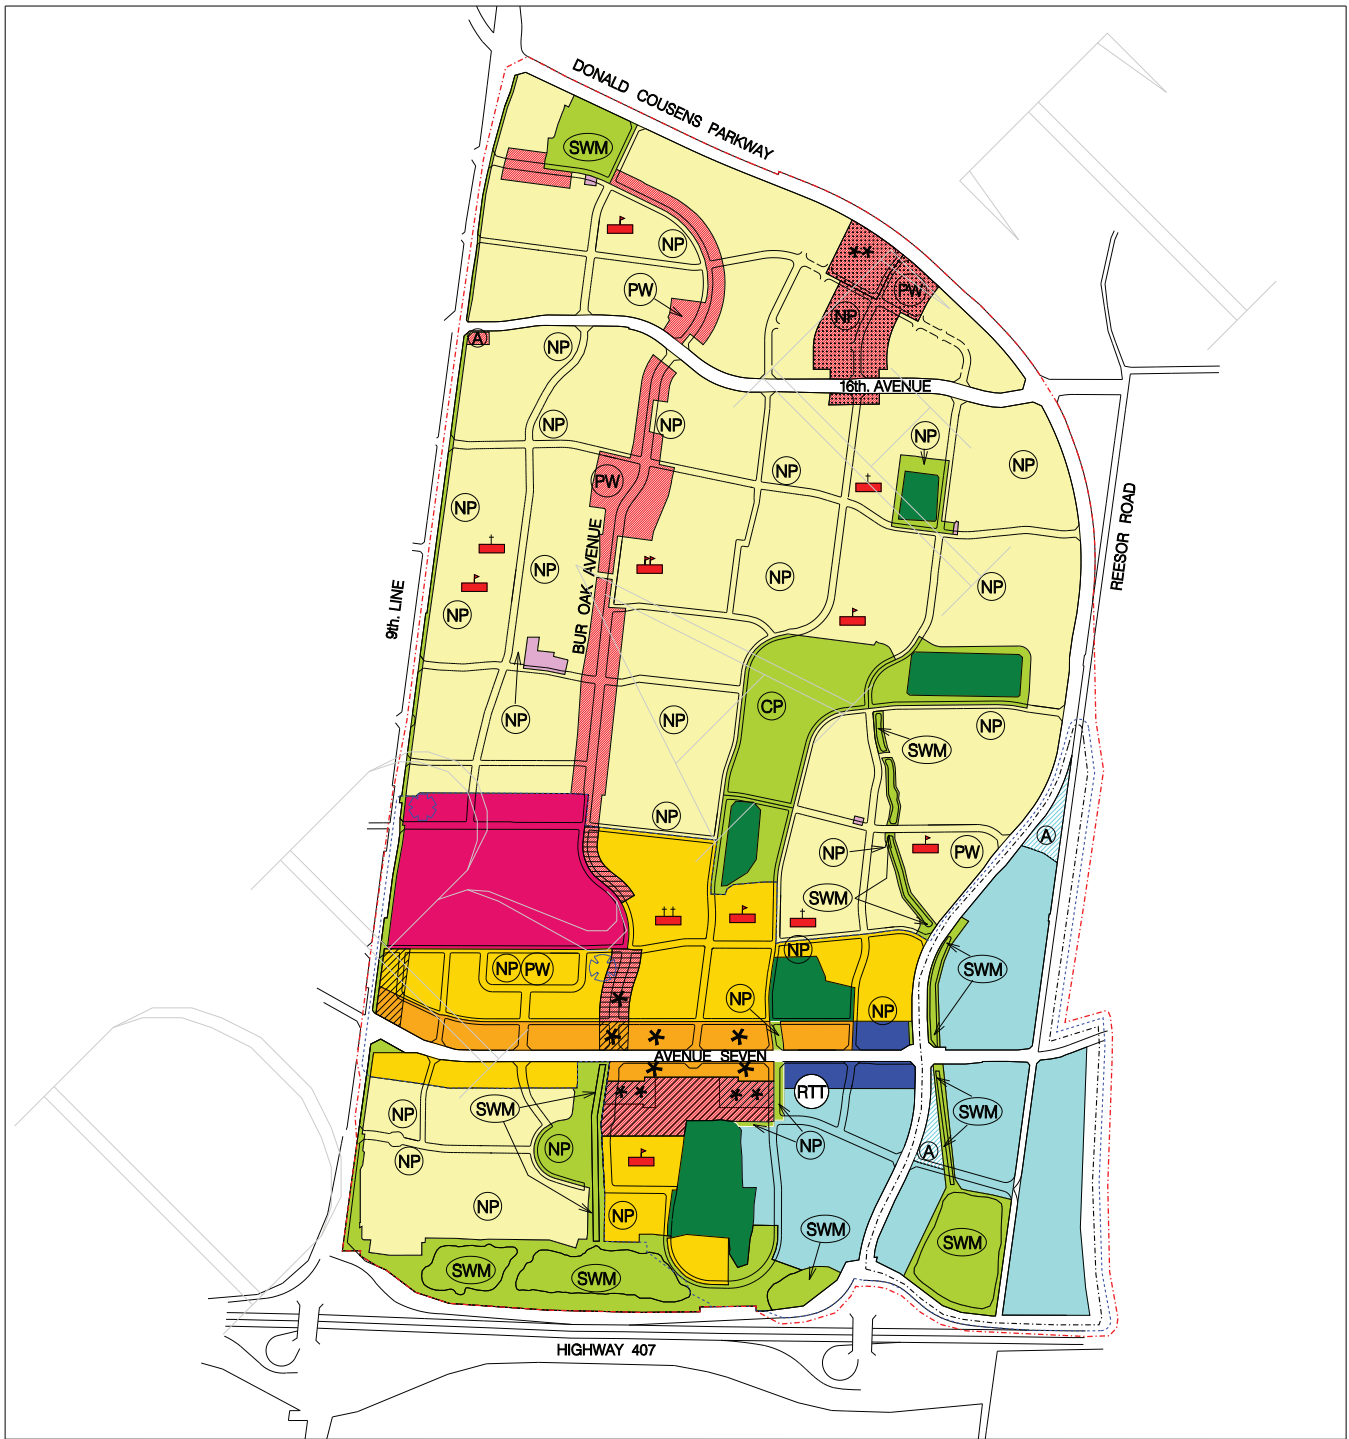 DONALD COUSENS PARKWAY
SWM
NP
PW
**
PW
NP
A
NP
16th. AVENUE
NP
NP
NP
NP
NP
PW
NP
REESOR ROAD
BUR OAK AVENUE
NP
NP
NP
9th. LINE
NP
CP
NP
NP
NP
SWM
NP
A
NP
PW
SWM
NP
NP PW
SWM
NP
NP
*
* * *
AVENUE SEVEN
* *
* * * *
RTT
NP
SWM
SWM
NP
NP
A
NP
NP
NP
SWM
SWM
SWM
SWM
HIGHWAY 407